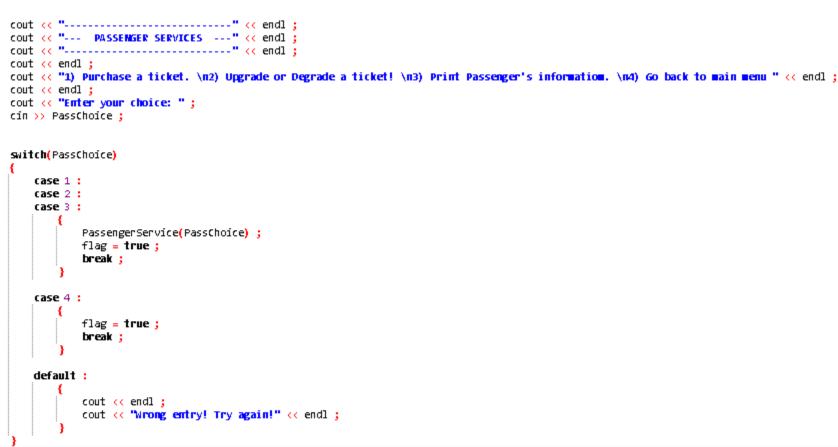 cout << "----------------------------" << endl ;
cout << "---  PASSENGER SERVICES  ---" << endl ;
cout << "----------------------------" << endl ;
cout << endl ;
cout << "1) Purchase a ticket. \n2) Upgrade or Degrade a ticket! \n3) Print Passenger's information. \n4) Go back to main menu " << endl ;
cout << endl ;
cout << "Enter your choice: " ;
cin >> PassChoice ;
switch(PassChoice)
{
case 1 :
case 2 :
case 3 :
{
PassengerService(PassChoice) ;
flag = true ;
break ;
}
case 4 :
{
flag = true ;
break ;
}
default :
{
cout << endl ;
cout << "Wrong entry! Try again!" << endl ;
}
}